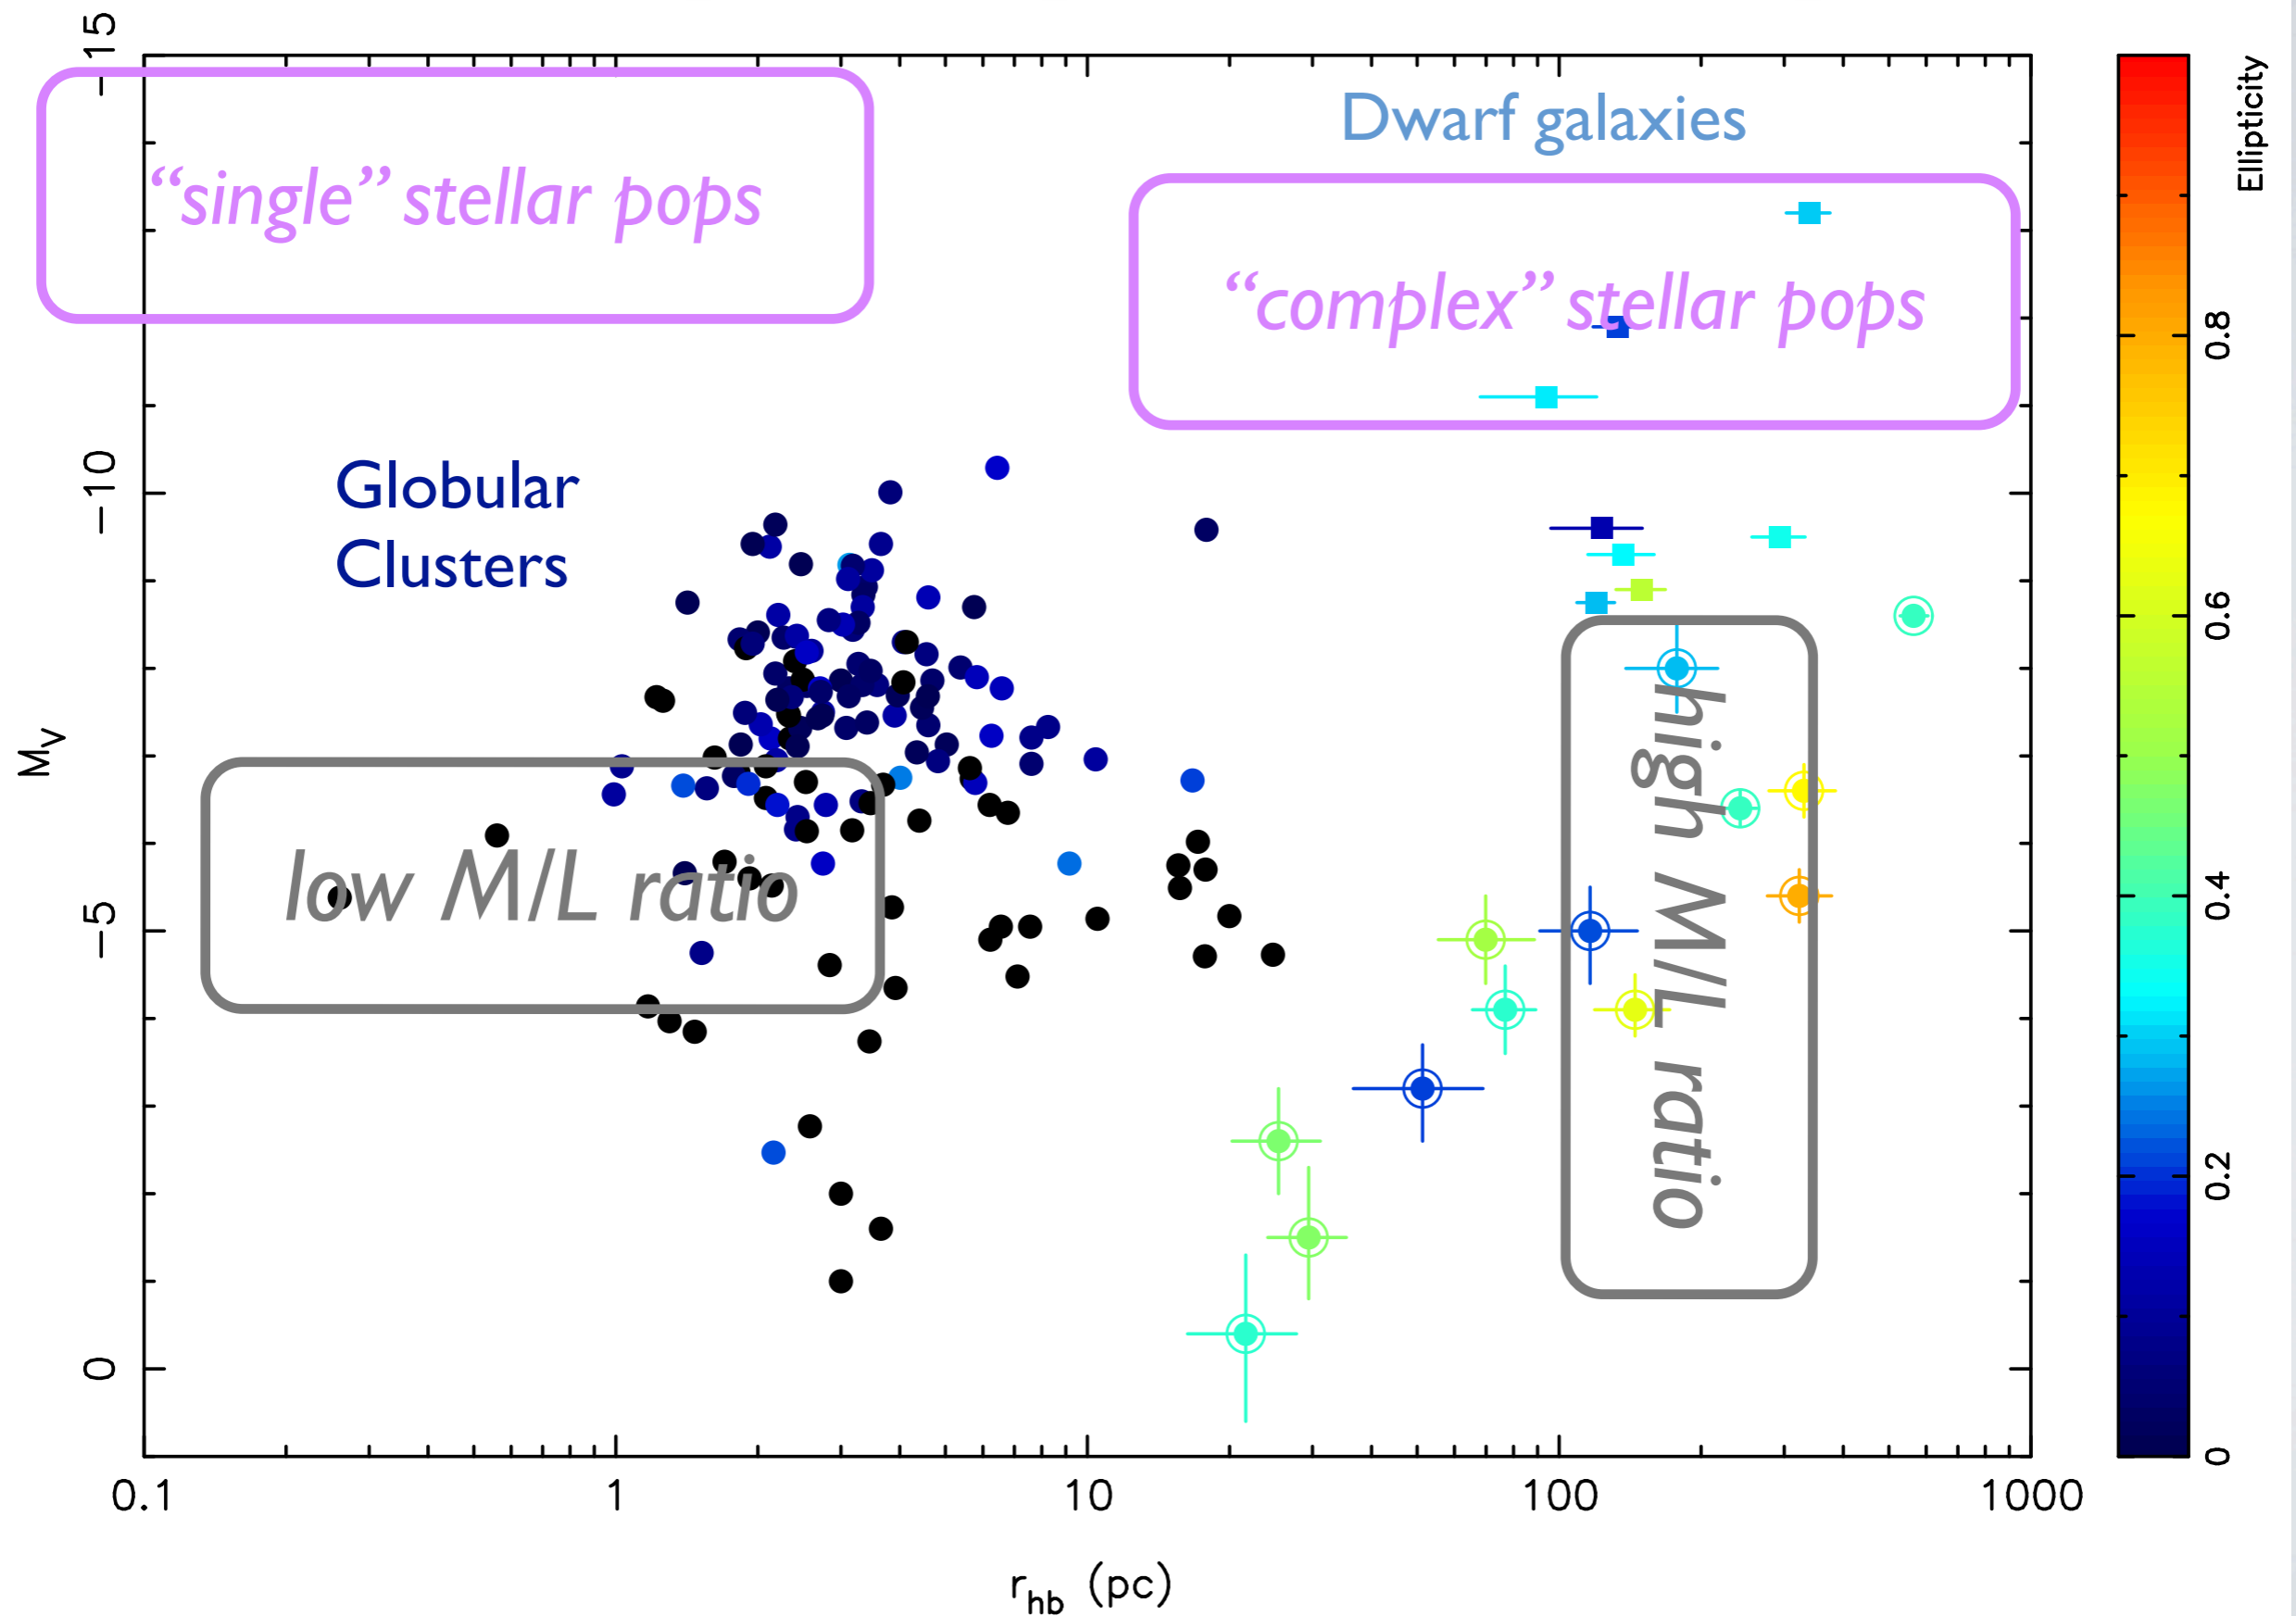 −15
−10
−5
0
M_V
"single" stellar pops
Dwarf galaxies
"complex" stellar pops
Globular
Clusters
low M/L ratio
high M/L ratio
0.1
1
10
100
1000
r_hb (pc)
Ellipticity
0.8
0.6
0.4
0.2
0